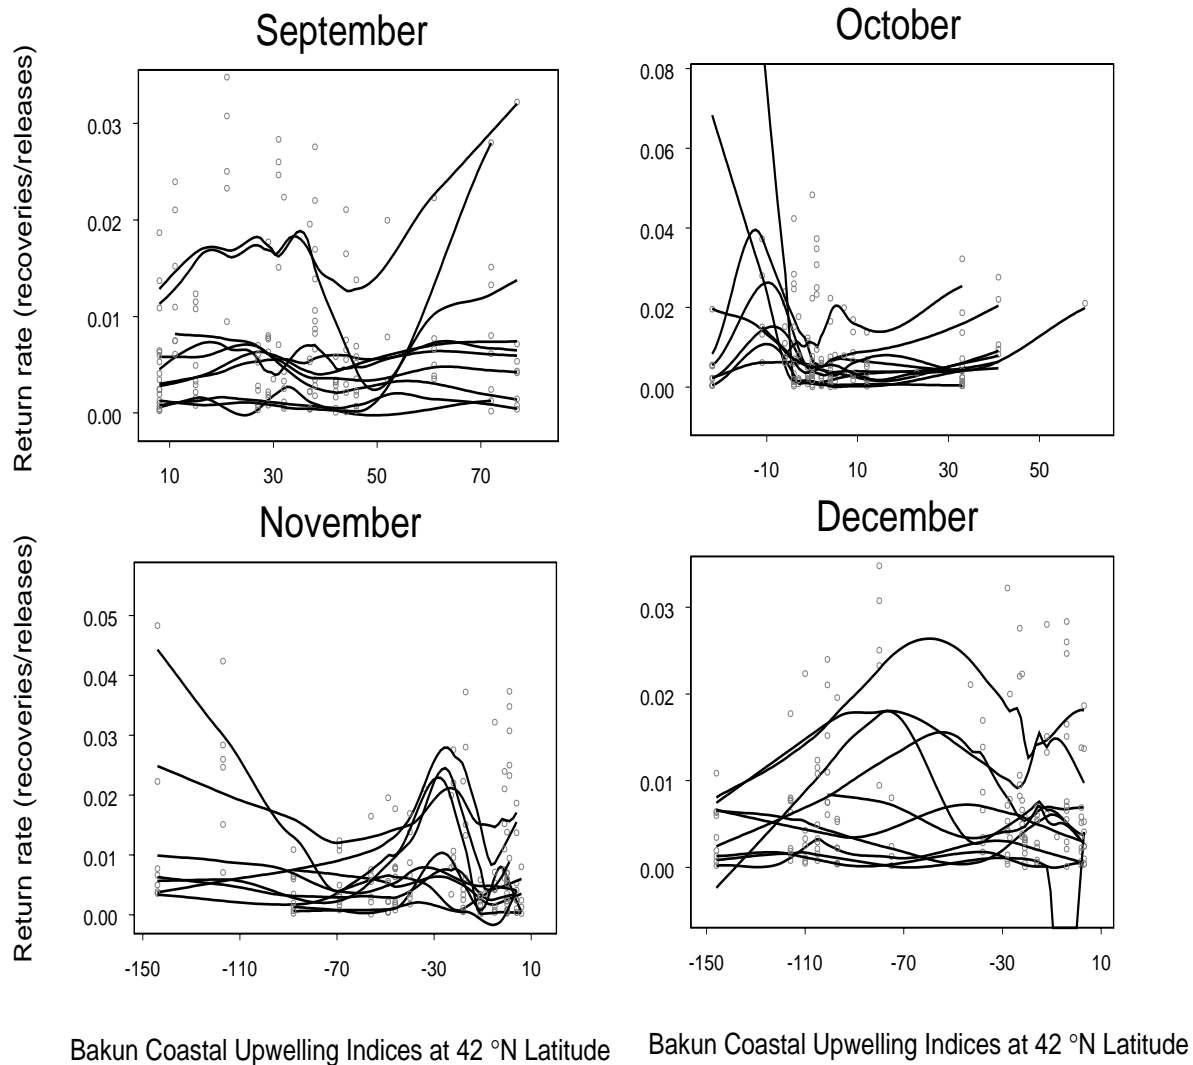 September
Return rate (recoveries/releases)
0.03
0.02
0.01
0.00
10 30 50 70
October
0.08
0.06
0.04
0.02
0.00
-10 10 30 50
November
Return rate (recoveries/releases)
0.05
0.04
0.03
0.02
0.01
0.00
-150 -110 -70 -30 10
Bakun Coastal Upwelling Indices at 42 °N Latitude
December
0.03
0.02
0.01
0.00
-150 -110 -70 -30 10
Bakun Coastal Upwelling Indices at 42 °N Latitude